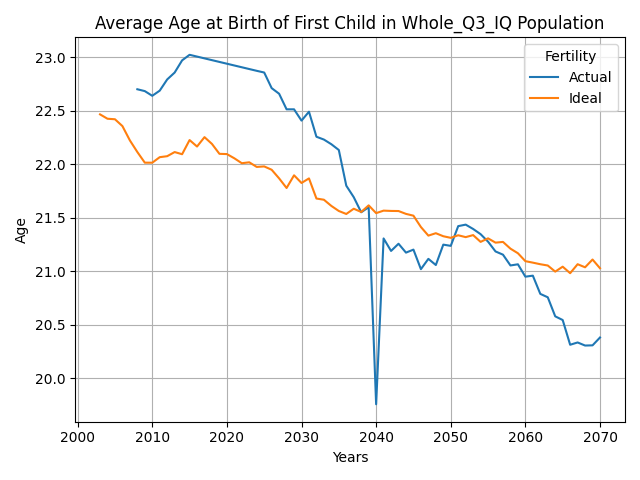 Average Age at Birth of First Child in Whole_Q3_IQ Population
Fertility
Actual
Ideal
23.0
22.5
22.0
21.5
21.0
20.5
20.0
Age
2000 2010 2020 2030 2040 2050 2060 2070
Years